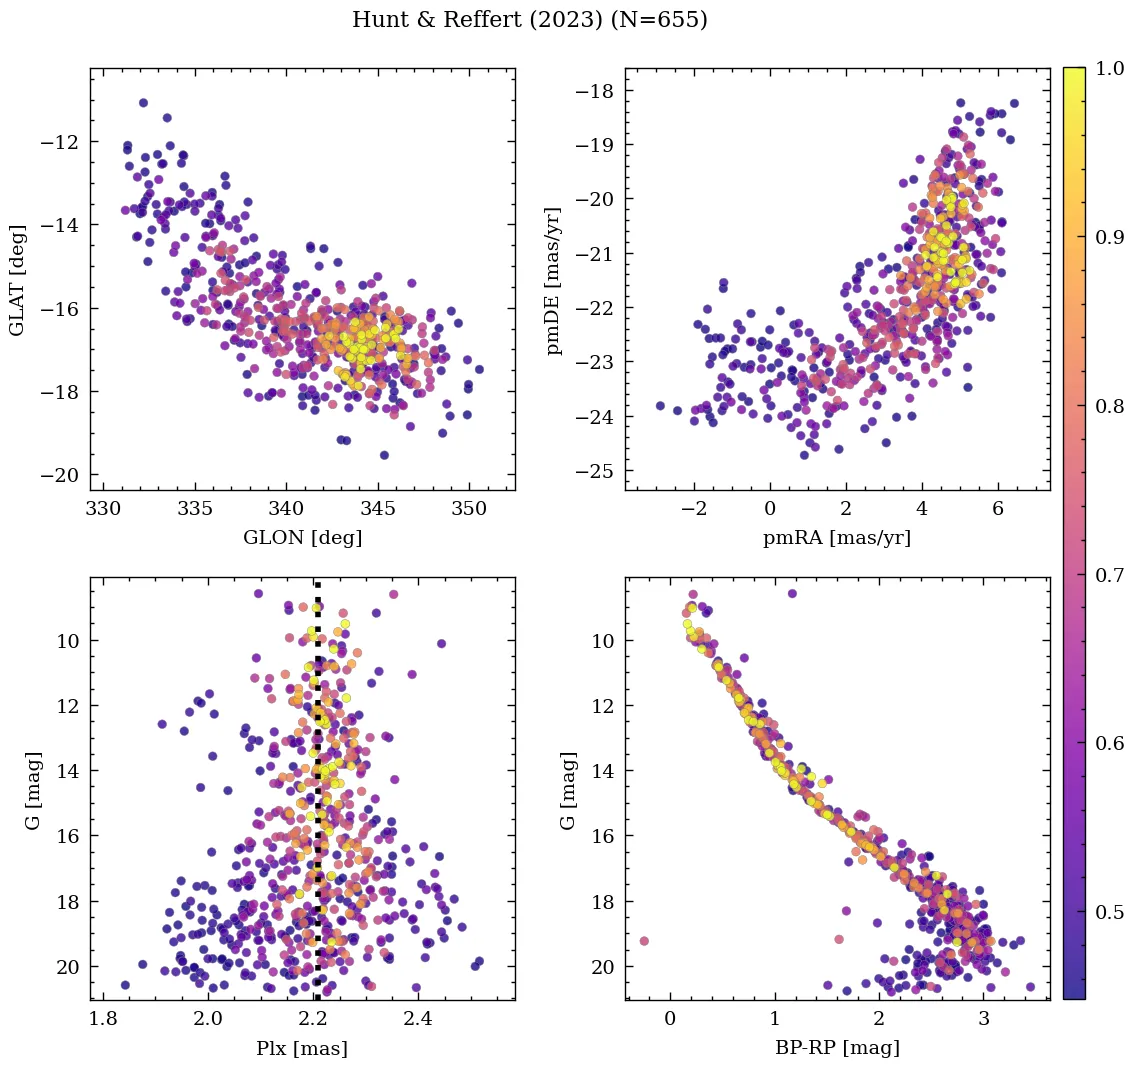 Hunt & Reffert (2023) (N=655)
−12
−14
−16
−18
−20
GLAT [deg]
330 335 340 345 350
GLON [deg]
−18
−19
−20
−21
−22
−23
−24
−25
pmDE [mas/yr]
−2 0 2 4 6
pmRA [mas/yr]
1.0
0.9
0.8
0.7
0.6
0.5
10
12
14
16
18
20
G [mag]
1.8 2.0 2.2 2.4
Plx [mas]
10
12
14
16
18
20
G [mag]
0 1 2 3
BP-RP [mag]